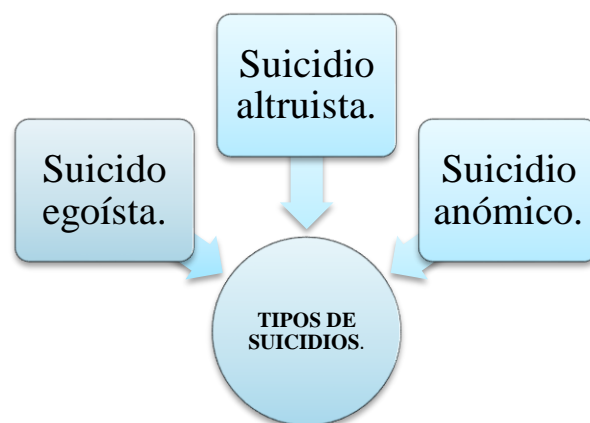 Suicidio
altruista.
Suicido
egoísta.
Suicidio
anómico.
TIPOS DE
SUICIDIOS.